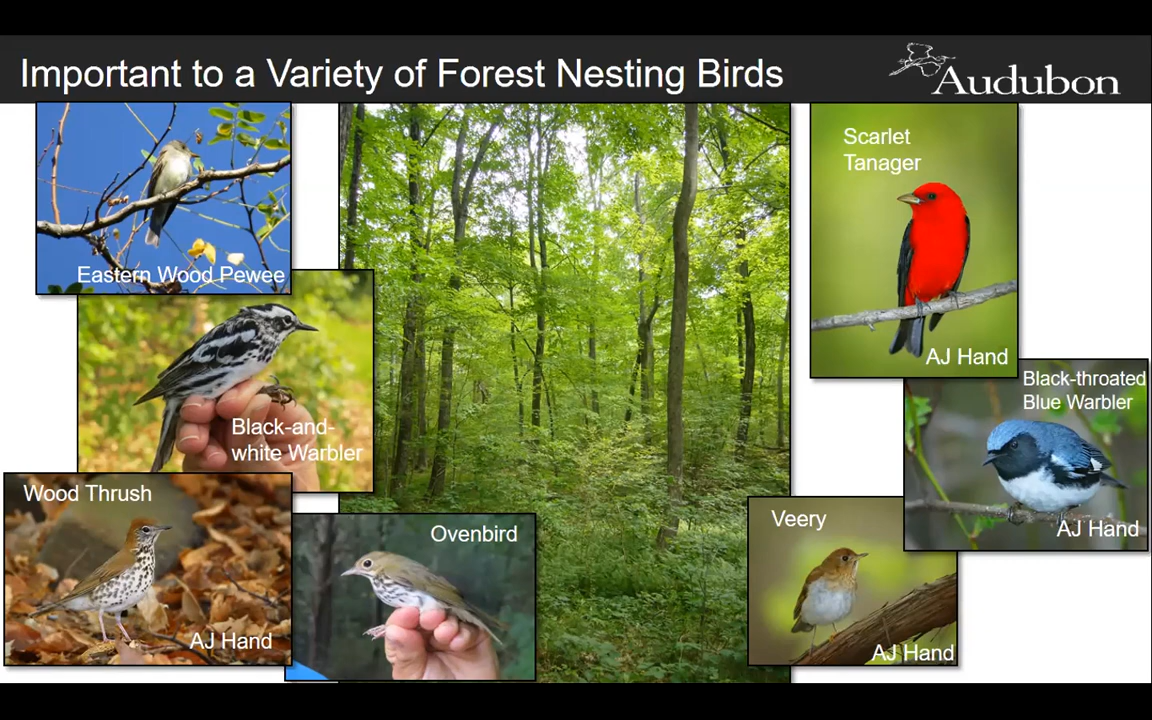 Important to a Variety of Forest Nesting Birds
Audubon
Eastern Wood Pewee
Black-and-
white Warbler
Wood Thrush
AJ Hand
Ovenbird
Scarlet
Tanager
AJ Hand
Black-throated
Blue Warbler
AJ Hand
Veery
AJ Hand